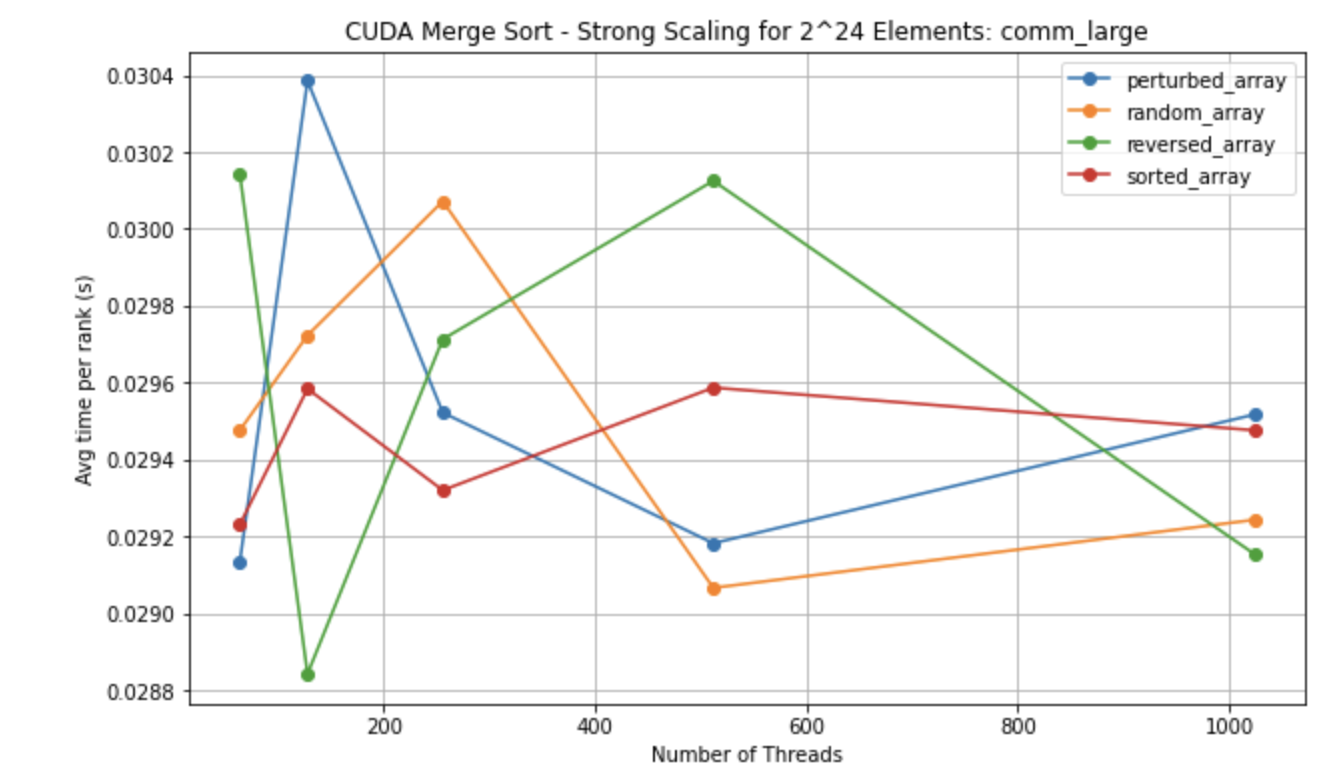 CUDA Merge Sort - Strong Scaling for 2^24 Elements: comm_large
perturbed_array
random_array
reversed_array
sorted_array
Avg time per rank (s)
0.0304
0.0302
0.0300
0.0298
0.0296
0.0294
0.0292
0.0290
0.0288
200 400 600 800 1000
Number of Threads